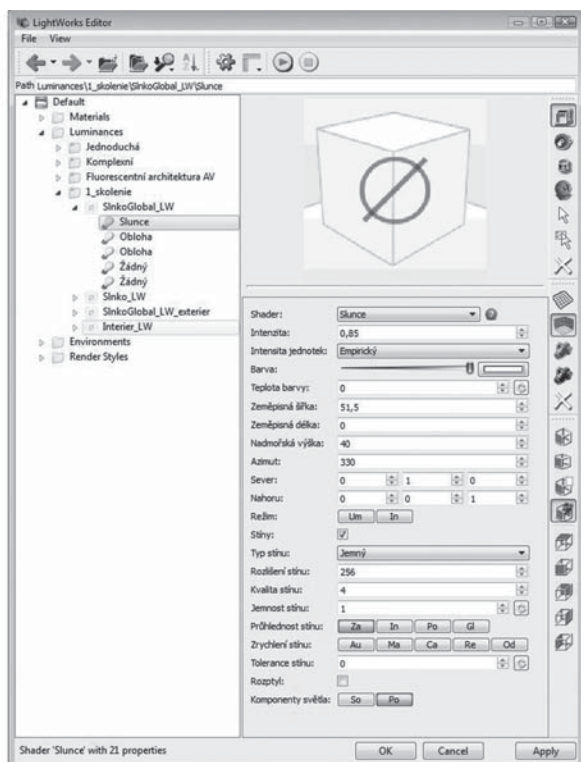 LightWorks Editor
File View
Path Luminances\1_skolenie\SlnkoGlobal_LW\Slunce
Default
Materials
Luminances
Jednoduchá
Komplexní
Fluorescentní architektura AV
1_skolenie
SlnkoGlobal_LW
Slunce
Obloha
Obloha
Žádný
Žádný
Slnko_LW
SlnkoGlobal_LW_exterier
Interier_LW
Environments
Render Styles
Shader: Slunce
Intenzita: 0,85
Intensita jednotek: Empirický
Barva:
Teplota barvy: 0
Zeměpisná šířka: 51,5
Zeměpisná délka: 0
Nadmořská výška: 40
Azimut: 330
Sever: 0 1 0
Nahoru: 0 0 1
Režim: Um In
Stíny:
Typ stínu: Jemný
Rozlišení stínu: 256
Kvalita stínu: 4
Jemnost stínu: 1
Průhlednost stínu: Za In Po Gl
Zrychlení stínu: Au Ma Ca Re Od
Tolerance stínu: 0
Rozptyl:
Komponenty světla: So Po
Shader 'Slunce' with 21 properties OK Cancel Apply